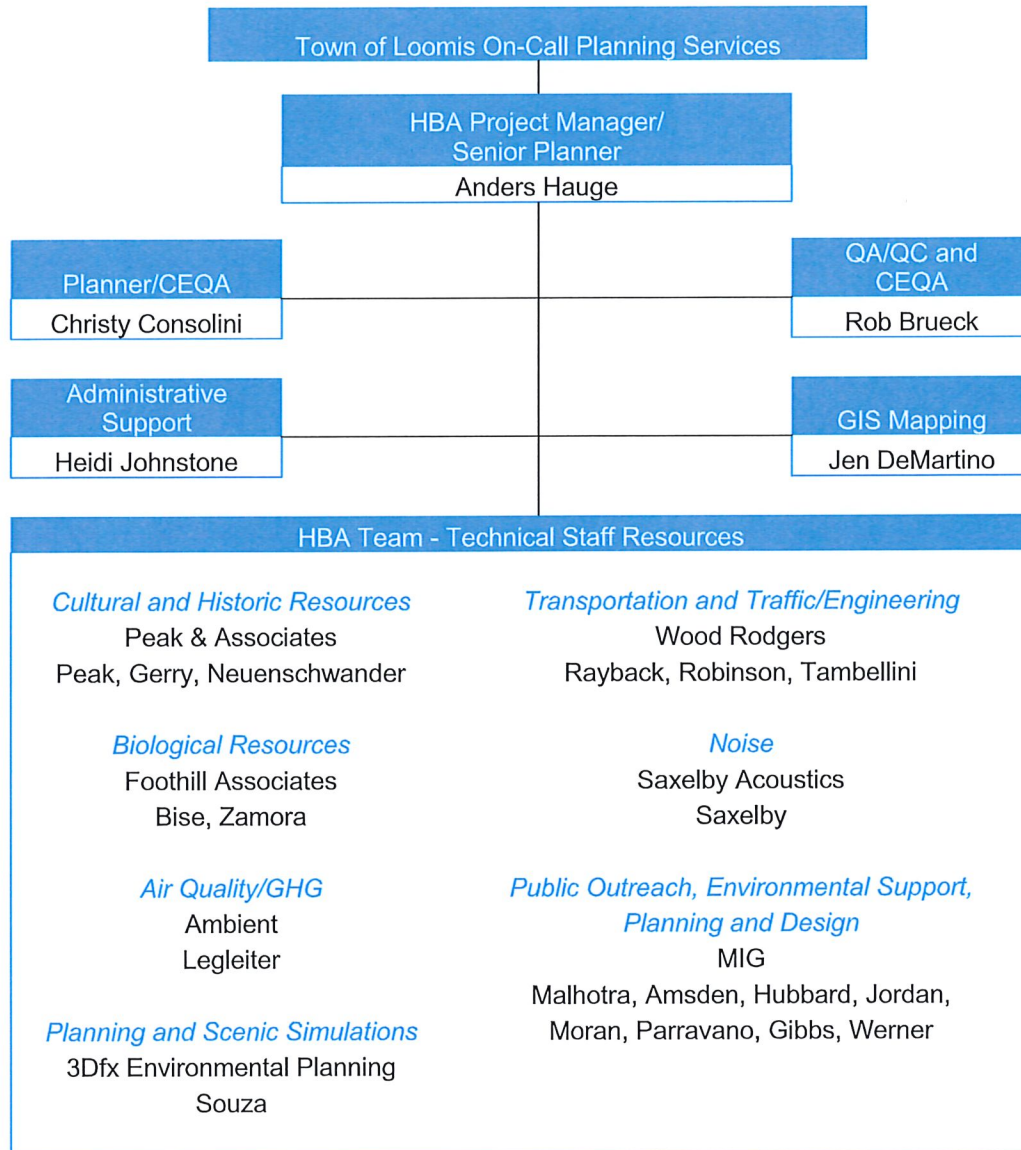 Town of Loomis On-Call Planning Services
HBA Project Manager/
Senior Planner
Anders Hauge
Planner/CEQA
Christy Consolini
QA/QC and
CEQA
Rob Brueck
Administrative
Support
Heidi Johnstone
GIS Mapping
Jen DeMartino
HBA Team - Technical Staff Resources
Cultural and Historic Resources
Peak & Associates
Peak, Gerry, Neuenschwander
Biological Resources
Foothill Associates
Bise, Zamora
Air Quality/GHG
Ambient
Legleiter
Planning and Scenic Simulations
3Dfx Environmental Planning
Souza
Transportation and Traffic/Engineering
Wood Rodgers
Rayback, Robinson, Tambellini
Noise
Saxelby Acoustics
Saxelby
Public Outreach, Environmental Support,
Planning and Design
MIG
Malhotra, Amsden, Hubbard, Jordan,
Moran, Parravano, Gibbs, Werner